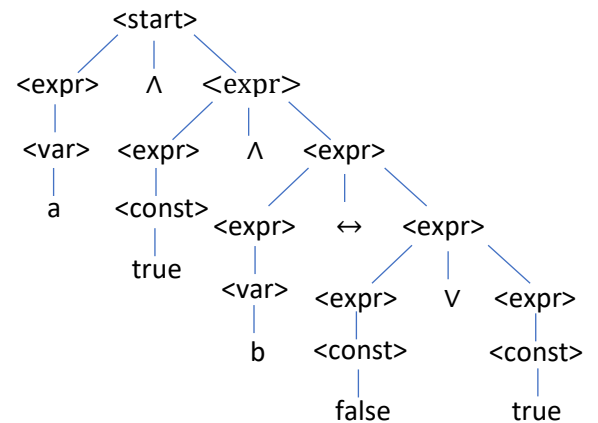 <start>
<expr> ∧ <expr>
<var> <expr> ∧ <expr>
a <const> <expr> ↔ <expr>
true <var> <expr> ∨ <expr>
b <const> <const>
false true